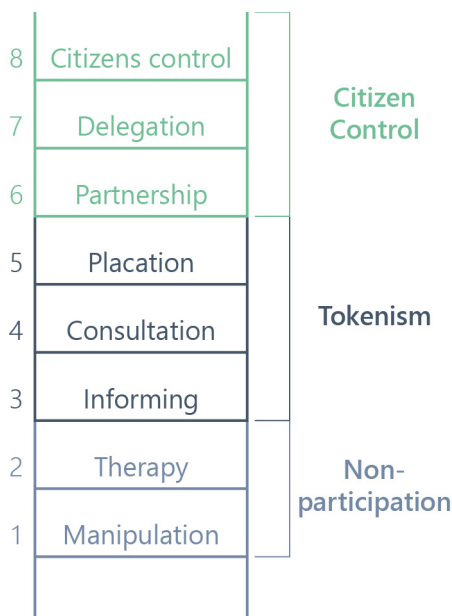 8 Citizens control
7 Delegation
6 Partnership
Citizen
Control
5 Placation
4 Consultation
3 Informing
Tokenism
2 Therapy
1 Manipulation
Non-
participation